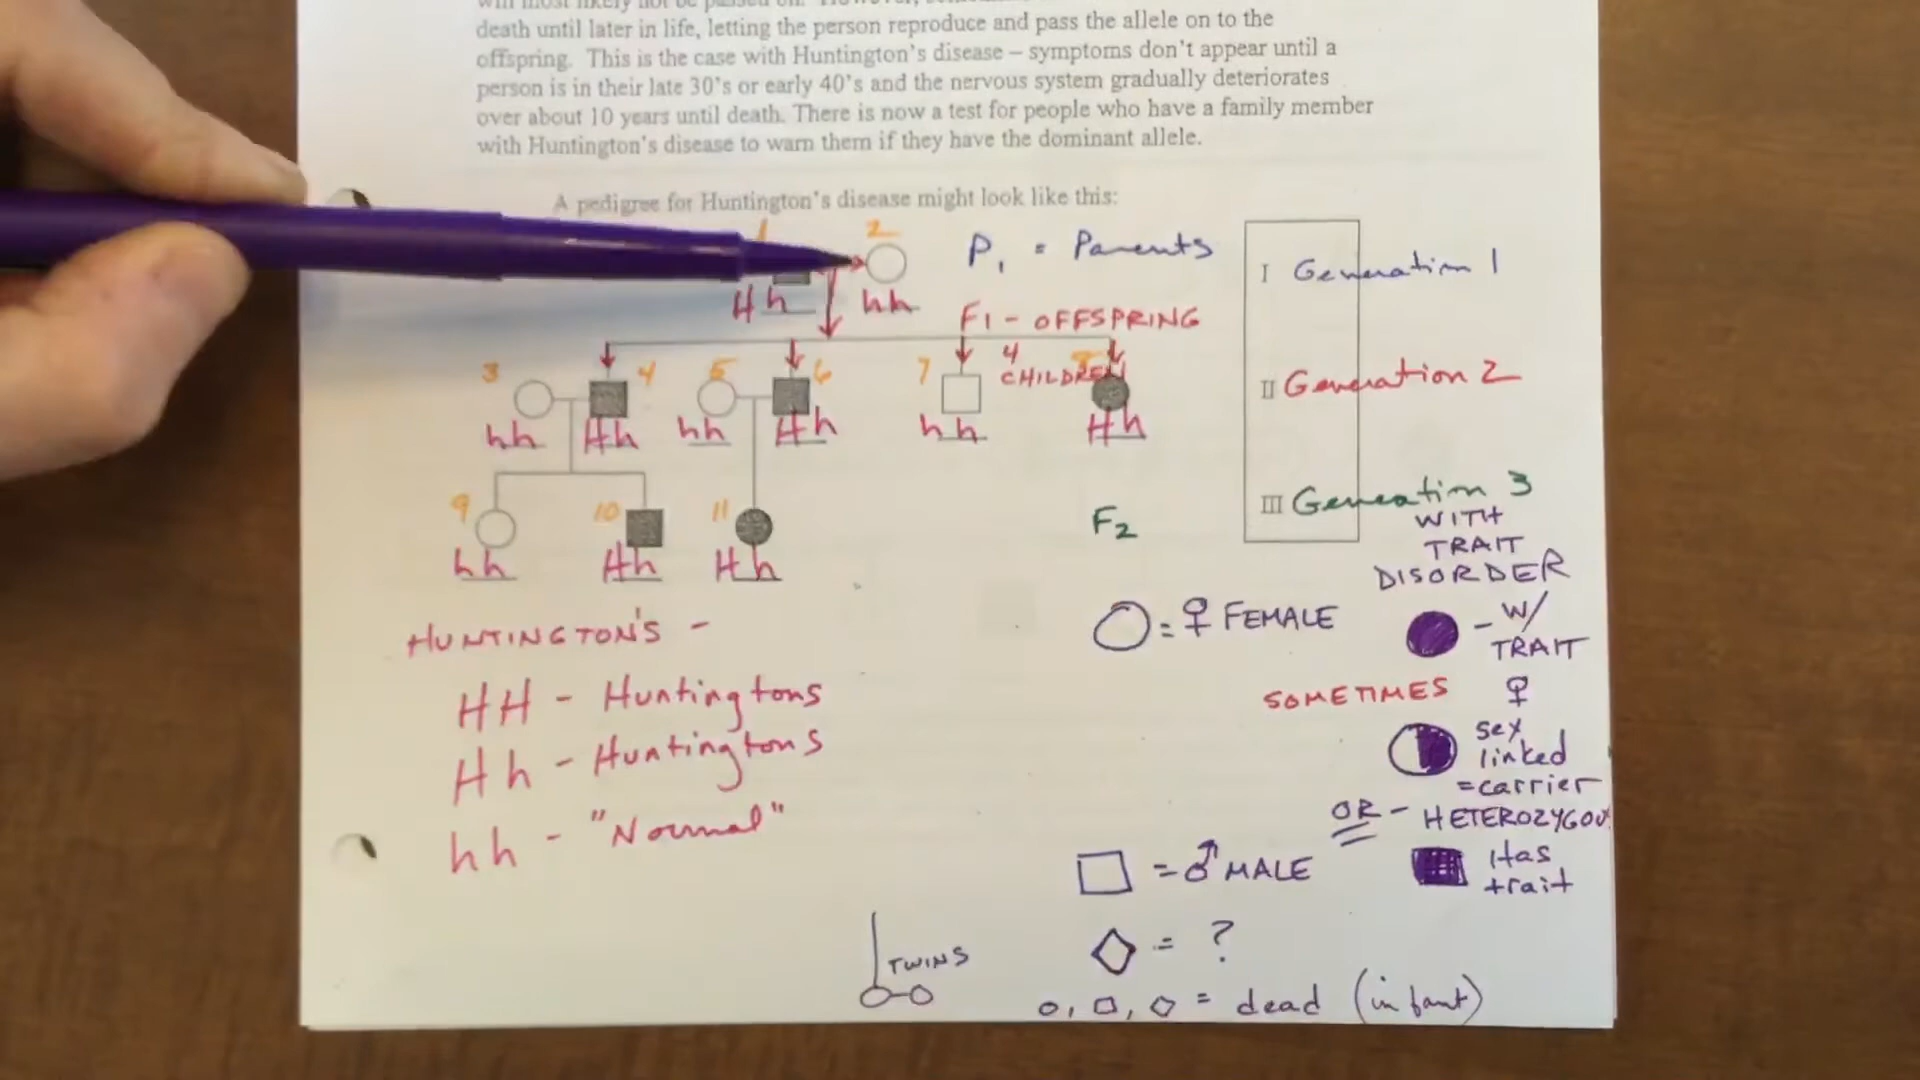 death until later in life, letting the person reproduce and pass the allele on to the
offspring. This is the case with Huntington's disease – symptoms don't appear until a
person is in their late 30's or early 40's and the nervous system gradually deteriorates
over about 10 years until death. There is now a test for people who have a family member
with Huntington's disease to warn them if they have the dominant allele.
A pedigree for Huntington's disease might look like this:
1 2
P1 = Parents
I Generation 1
Hh hh
F1 - OFFSPRING
4
CHILDREN
3 4 5 6 7 8
II Generation 2
hh Hh hh Hh hh Hh
9 10 11
F2
III Geneation 3
hh Hh Hh
WITH
TRAIT
DISORDER
HUNTINGTON'S -
HH - Huntingtons
Hh - Huntingtons
hh - "Normal"
= ♀ FEMALE
- W/
TRAIT
SOMETIMES
♀
sex
linked
= carrier
OR - HETEROZYGOU
= ♂ MALE
Has
trait
= ?
TWINS
= dead (infant)